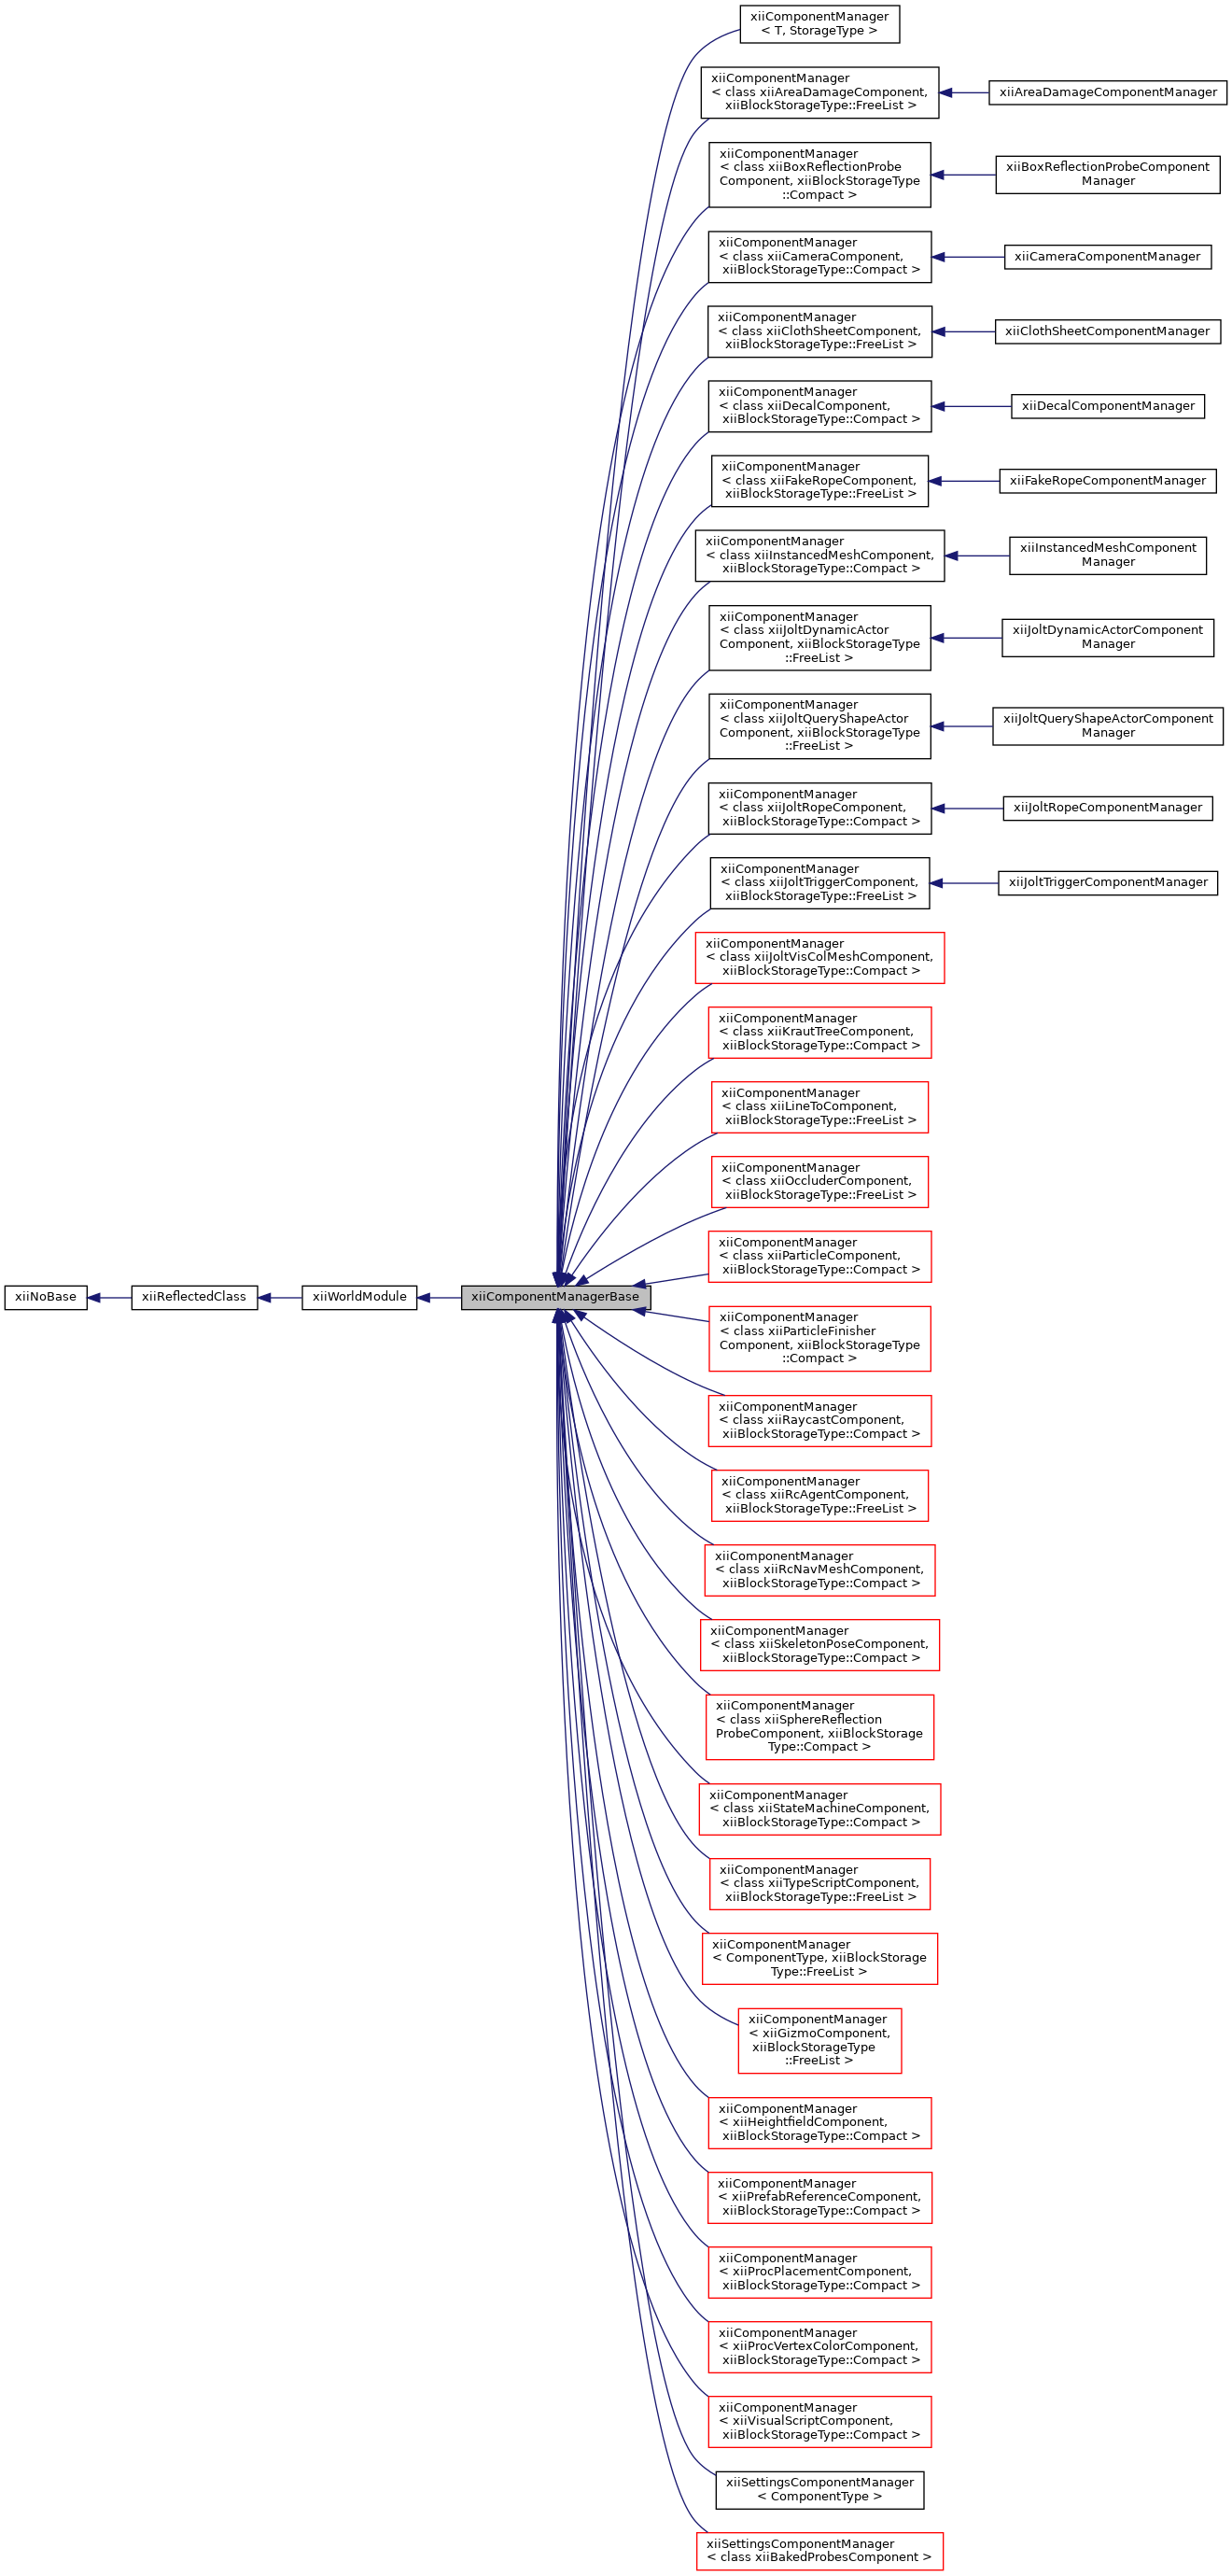 xiiComponentManager
< T, StorageType >
xiiComponentManager
< class xiiAreaDamageComponent,
xiiBlockStorageType::FreeList >
xiiAreaDamageComponentManager
xiiComponentManager
< class xiiBoxReflectionProbe
Component, xiiBlockStorageType
::Compact >
xiiBoxReflectionProbeComponent
Manager
xiiComponentManager
< class xiiCameraComponent,
xiiBlockStorageType::Compact >
xiiCameraComponentManager
xiiComponentManager
< class xiiClothSheetComponent,
xiiBlockStorageType::FreeList >
xiiClothSheetComponentManager
xiiComponentManager
< class xiiDecalComponent,
xiiBlockStorageType::Compact >
xiiDecalComponentManager
xiiComponentManager
< class xiiFakeRopeComponent,
xiiBlockStorageType::FreeList >
xiiFakeRopeComponentManager
xiiComponentManager
< class xiiInstancedMeshComponent,
xiiBlockStorageType::Compact >
xiiInstancedMeshComponent
Manager
xiiComponentManager
< class xiiJoltDynamicActor
Component, xiiBlockStorageType
::FreeList >
xiiJoltDynamicActorComponent
Manager
xiiComponentManager
< class xiiJoltQueryShapeActor
Component, xiiBlockStorageType
::FreeList >
xiiJoltQueryShapeActorComponent
Manager
xiiComponentManager
< class xiiJoltRopeComponent,
xiiBlockStorageType::Compact >
xiiJoltRopeComponentManager
xiiComponentManager
< class xiiJoltTriggerComponent,
xiiBlockStorageType::FreeList >
xiiJoltTriggerComponentManager
xiiComponentManager
< class xiiJoltVisColMeshComponent,
xiiBlockStorageType::Compact >
xiiComponentManager
< class xiiKrautTreeComponent,
xiiBlockStorageType::Compact >
xiiComponentManager
< class xiiLineToComponent,
xiiBlockStorageType::FreeList >
xiiComponentManager
< class xiiOccluderComponent,
xiiBlockStorageType::FreeList >
xiiComponentManager
< class xiiParticleComponent,
xiiBlockStorageType::Compact >
xiiNoBase
xiiReflectedClass
xiiWorldModule
xiiComponentManagerBase
xiiComponentManager
< class xiiParticleFinisher
Component, xiiBlockStorageType
::Compact >
xiiComponentManager
< class xiiRaycastComponent,
xiiBlockStorageType::Compact >
xiiComponentManager
< class xiiRcAgentComponent,
xiiBlockStorageType::FreeList >
xiiComponentManager
< class xiiRcNavMeshComponent,
xiiBlockStorageType::Compact >
xiiComponentManager
< class xiiSkeletonPoseComponent,
xiiBlockStorageType::Compact >
xiiComponentManager
< class xiiSphereReflection
ProbeComponent, xiiBlockStorage
Type::Compact >
xiiComponentManager
< class xiiStateMachineComponent,
xiiBlockStorageType::Compact >
xiiComponentManager
< class xiiTypeScriptComponent,
xiiBlockStorageType::FreeList >
xiiComponentManager
< ComponentType, xiiBlockStorage
Type::FreeList >
xiiComponentManager
< xiiGizmoComponent,
xiiBlockStorageType
::FreeList >
xiiComponentManager
< xiiHeightfieldComponent,
xiiBlockStorageType::Compact >
xiiComponentManager
< xiiPrefabReferenceComponent,
xiiBlockStorageType::Compact >
xiiComponentManager
< xiiProcPlacementComponent,
xiiBlockStorageType::Compact >
xiiComponentManager
< xiiProcVertexColorComponent,
xiiBlockStorageType::Compact >
xiiComponentManager
< xiiVisualScriptComponent,
xiiBlockStorageType::Compact >
xiiSettingsComponentManager
< ComponentType >
xiiSettingsComponentManager
< class xiiBakedProbesComponent >